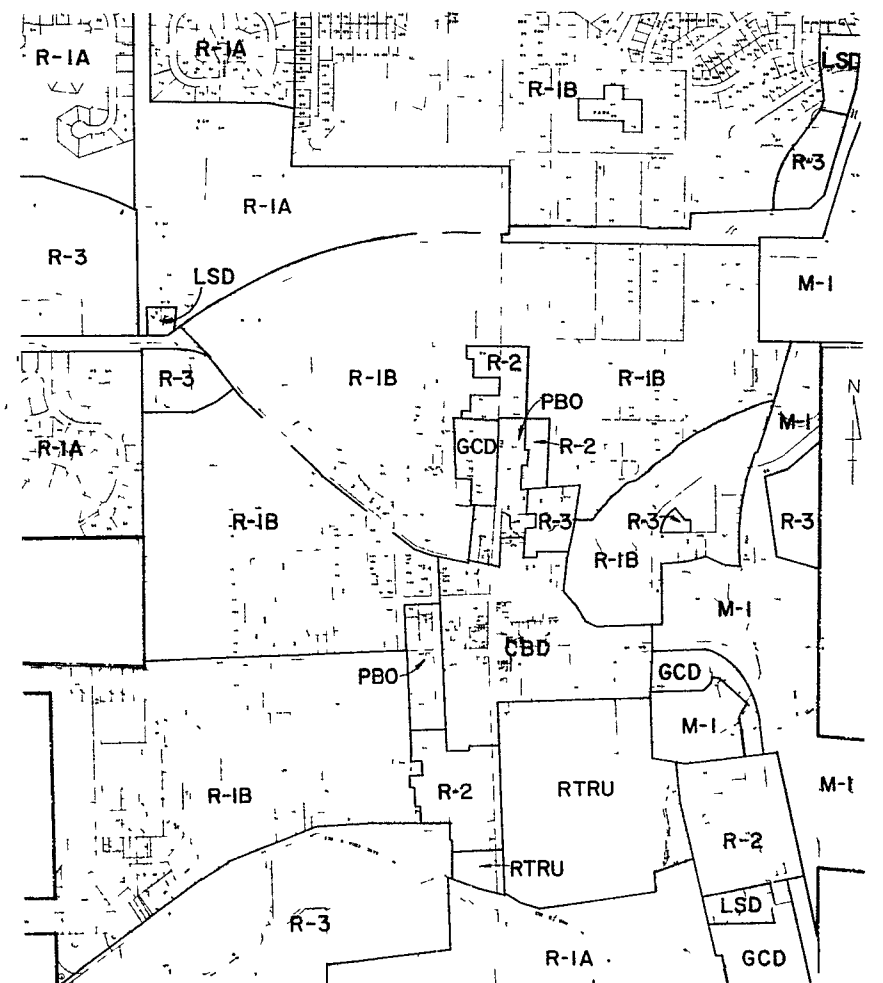 R-1A
R-1A
LSD
R-1B
PARK
R-3
R-1A
R-3
LSD
M-1
R-2
R-3
R-1B
R-1B
PBO
M-1
GCD
R-2
R-1A
N
R-1B
R-3
R-3
R-3
R-1B
M-1
CBD
PBO
GCD
M-1
R-1B
R-2
RTRU
M-1
R-2
RTRU
LSD
R-3
R-1A
GCD